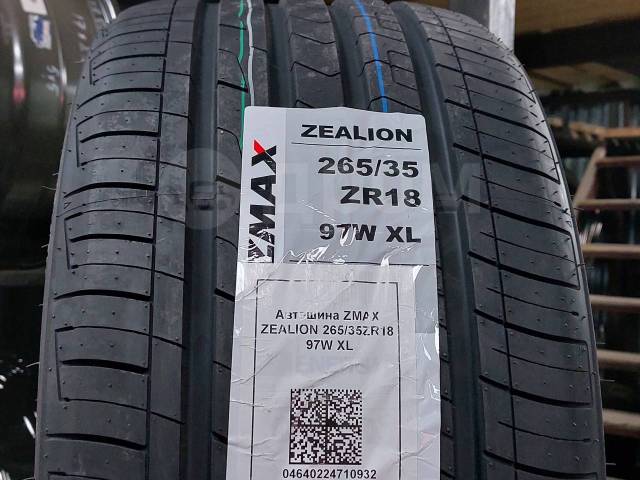 ZMAX
ZEALION
265/35
ZR18
97W XL
Автошина ZMAX
ZEALION 265/35ZR18
97W XL
04640224710932